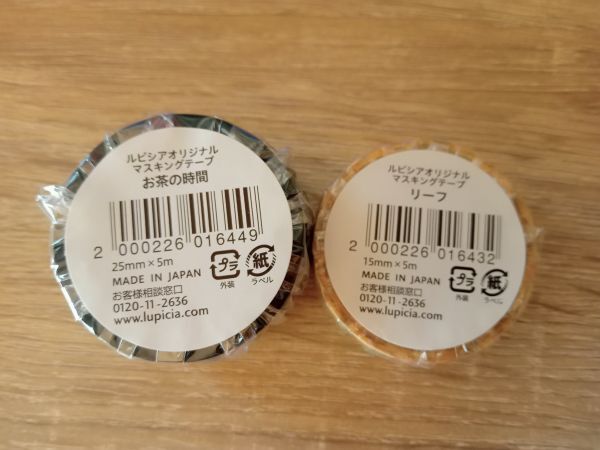 ルピシアオリジナル
マスキングテープ
お茶の時間
2 000226 016449
25mm×5m
MADE IN JAPAN
プラ
外装
紙
ラベル
お客様相談窓口
0120-11-2636
www.lupicia.com
ルピシアオリジナル
マスキングテープ
リーフ
2 000226 016432
15mm×5m
MADE IN JAPAN
プラ
外装
紙
ラベル
お客様相談窓口
0120-11-2636
www.lupicia.com